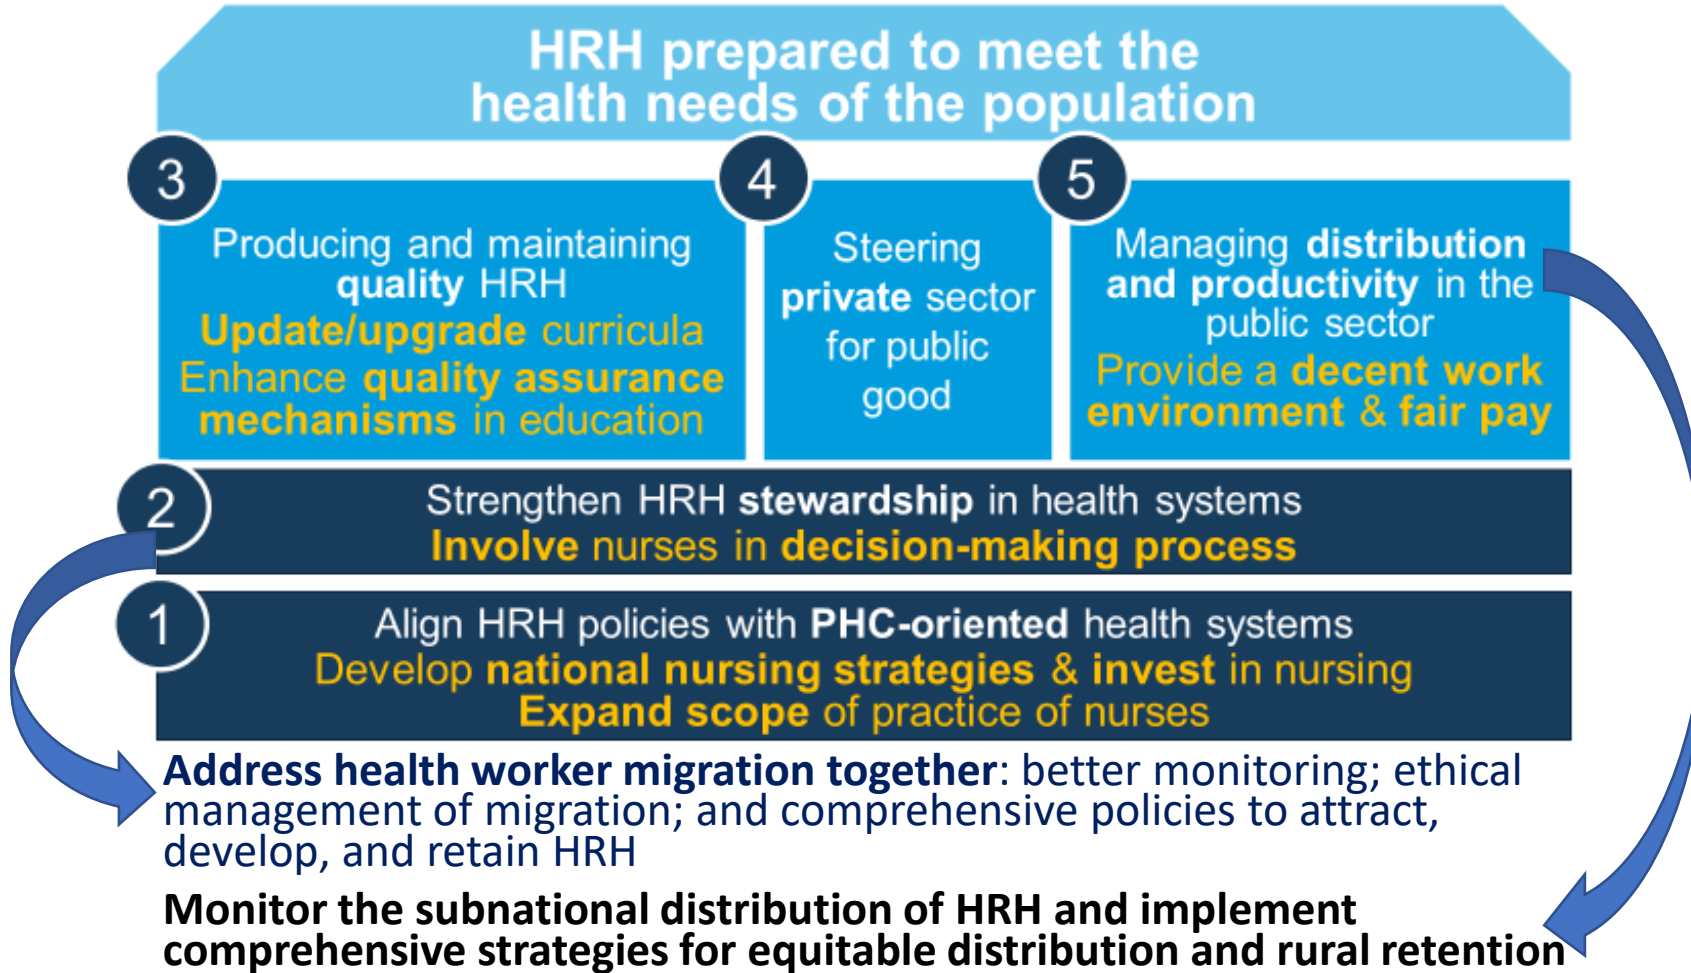 HRH prepared to meet the
health needs of the population
3
Producing and maintaining
quality HRH
Update/upgrade curricula
Enhance quality assurance
mechanisms in education
4
Steering
private sector
for public
good
5
Managing distribution
and productivity in the
public sector
Provide a decent work
environment & fair pay
2
Strengthen HRH stewardship in health systems
Involve nurses in decision-making process
1
Align HRH policies with PHC-oriented health systems
Develop national nursing strategies & invest in nursing
Expand scope of practice of nurses
Address health worker migration together: better monitoring; ethical
management of migration; and comprehensive policies to attract,
develop, and retain HRH
Monitor the subnational distribution of HRH and implement
comprehensive strategies for equitable distribution and rural retention